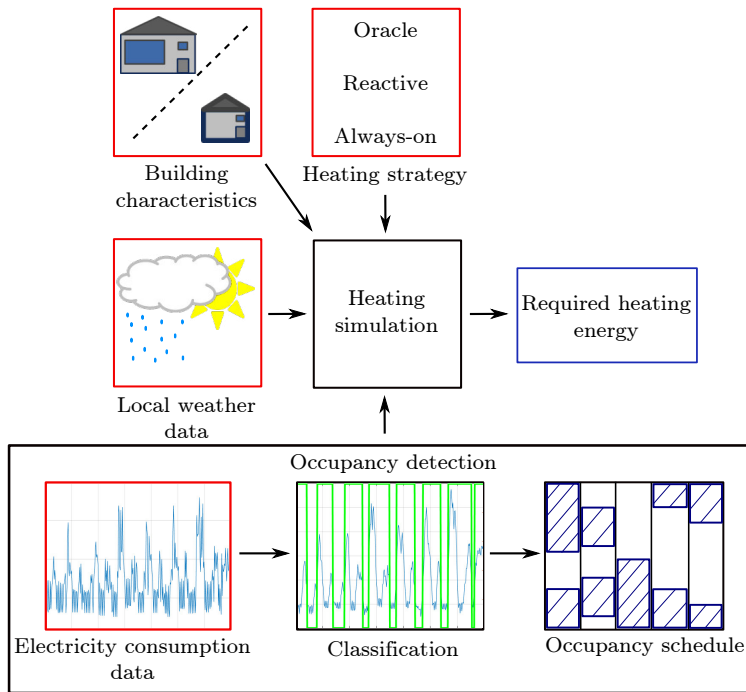 Oracle
Reactive
Always-on
Building
characteristics
Heating strategy
Heating
simulation
Required heating
energy
Local weather
data
Occupancy detection
Electricity consumption
data
Classification
Occupancy schedule